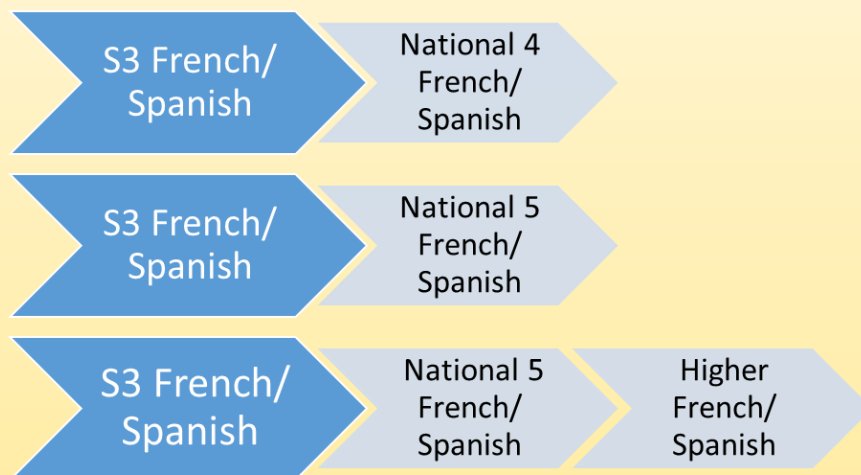 S3 French/
Spanish
National 4
French/
Spanish
S3 French/
Spanish
National 5
French/
Spanish
S3 French/
Spanish
National 5
French/
Spanish
Higher
French/
Spanish